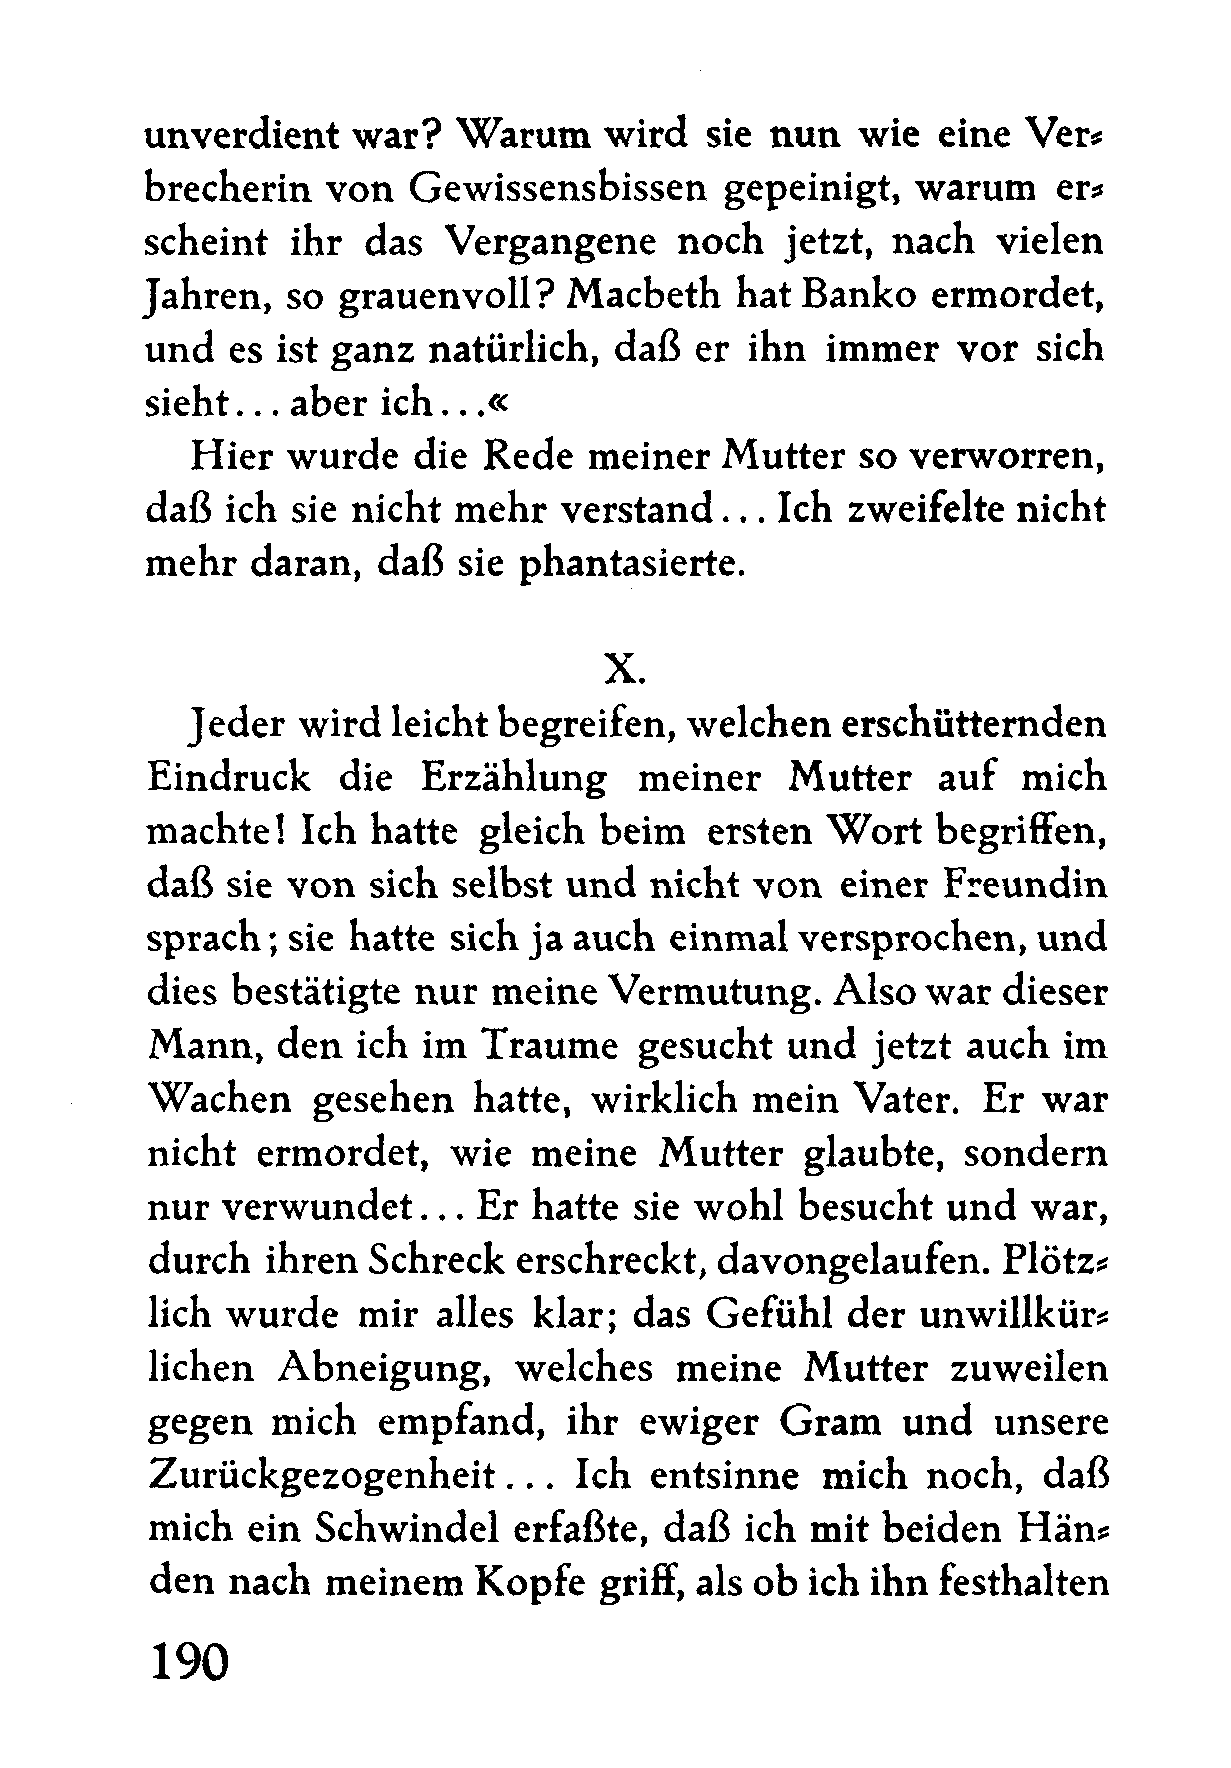 unverdient war? Warum wird sie nun wie eine Ver⸗
brecherin von Gewissensbissen gepeinigt, warum er⸗
scheint ihr das Vergangene noch jetzt, nach vielen
Jahren, so grauenvoll? Macbeth hat Banko ermordet,
und es ist ganz natürlich, daß er ihn immer vor sich
sieht... aber ich...«
Hier wurde die Rede meiner Mutter so verworren,
daß ich sie nicht mehr verstand... Ich zweifelte nicht
mehr daran, daß sie phantasierte.
X.
Jeder wird leicht begreifen, welchen erschütternden
Eindruck die Erzählung meiner Mutter auf mich
machte! Ich hatte gleich beim ersten Wort begriffen,
daß sie von sich selbst und nicht von einer Freundin
sprach; sie hatte sich ja auch einmal versprochen, und
dies bestätigte nur meine Vermutung. Also war dieser
Mann, den ich im Traume gesucht und jetzt auch im
Wachen gesehen hatte, wirklich mein Vater. Er war
nicht ermordet, wie meine Mutter glaubte, sondern
nur verwundet... Er hatte sie wohl besucht und war,
durch ihren Schreck erschreckt, davongelaufen. Plötz⸗
lich wurde mir alles klar; das Gefühl der unwillkür⸗
lichen Abneigung, welches meine Mutter zuweilen
gegen mich empfand, ihr ewiger Gram und unsere
Zurückgezogenheit... Ich entsinne mich noch, daß
mich ein Schwindel erfaßte, daß ich mit beiden Hän⸗
den nach meinem Kopfe griff, als ob ich ihn festhalten
190